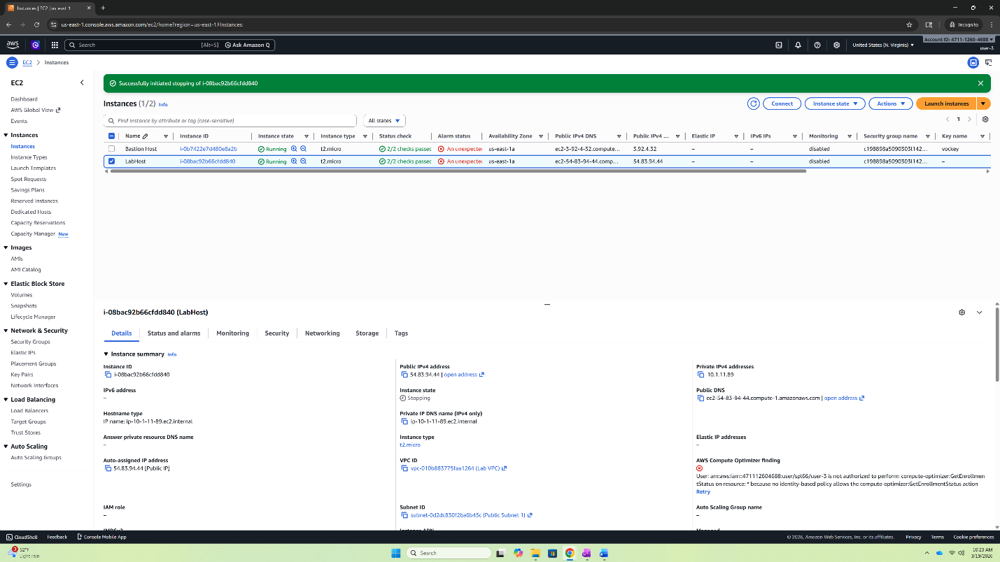 Instances | EC2 | us-east-1
us-east-1.console.aws.amazon.com/ec2/home?region=us-east-1#Instances:
Incognito
aws
Search [Alt+S] Ask Amazon Q
United States (N. Virginia)
Account ID: 4711-1260-4688
user-3
EC2 > Instances
EC2
Dashboard
AWS Global View
Events
Instances
Instances
Instance Types
Launch Templates
Spot Requests
Savings Plans
Reserved Instances
Dedicated Hosts
Capacity Reservations
Capacity Manager New
Images
AMIs
AMI Catalog
Elastic Block Store
Volumes
Snapshots
Lifecycle Manager
Network & Security
Security Groups
Elastic IPs
Placement Groups
Key Pairs
Network Interfaces
Load Balancing
Load Balancers
Target Groups
Trust Stores
Auto Scaling
Auto Scaling Groups
Settings
Successfully initiated stopping of i-08bac92b66cfdd840
Instances (1/2) Info
Connect Instance state Actions Launch instances
Find Instance by attribute or tag (case-sensitive) All states 1
Name Instance ID Instance state Instance type Status check Alarm status Availability Zone Public IPv4 DNS Public IPv4 ... Elastic IP IPv6 IPs Monitoring Security group name Key name
Bastion Host i-0b7422e7d480e8a2b Running t2.micro 2/2 checks passed An unexpected us-east-1a ec2-3-92-4-32.compute... 3.92.4.32 – – disabled c198898a5090303l142... vockey
LabHost i-08bac92b66cfdd840 Running t2.micro 2/2 checks passed An unexpected us-east-1a ec2-54-83-94-44.comp... 54.83.94.44 – – disabled c198898a5090303l142... –
i-08bac92b66cfdd840 (LabHost)
Details Status and alarms Monitoring Security Networking Storage Tags
Instance summary Info
Instance ID
i-08bac92b66cfdd840
Public IPv4 address
54.83.94.44 | open address
Private IPv4 addresses
10.1.11.89
IPv6 address
–
Instance state
Stopping
Public DNS
ec2-54-83-94-44.compute-1.amazonaws.com | open address
Hostname type
IP name: ip-10-1-11-89.ec2.internal
Private IP DNS name (IPv4 only)
ip-10-1-11-89.ec2.internal
Answer private resource DNS name
–
Instance type
t2.micro
Elastic IP addresses
–
Auto-assigned IP address
54.83.94.44 [Public IP]
VPC ID
vpc-010b883775faa1264 (Lab VPC)
AWS Compute Optimizer finding
User: arn:aws:iam::471112604688:user/spl66/user-3 is not authorized to perform: compute-optimizer:GetEnrollmen
tStatus on resource: * because no identity-based policy allows the compute-optimizer:GetEnrollmentStatus action
Retry
IAM role
–
Subnet ID
subnet-0d2dc830f2ba6b45c (Public Subnet 1)
Auto Scaling Group name
–
CloudShell Feedback Console Mobile App
© 2026, Amazon Web Services, Inc. or its affiliates. Privacy Terms Cookie preferences
3
52°F
Light rain
Search
10:23 AM
3/19/2026